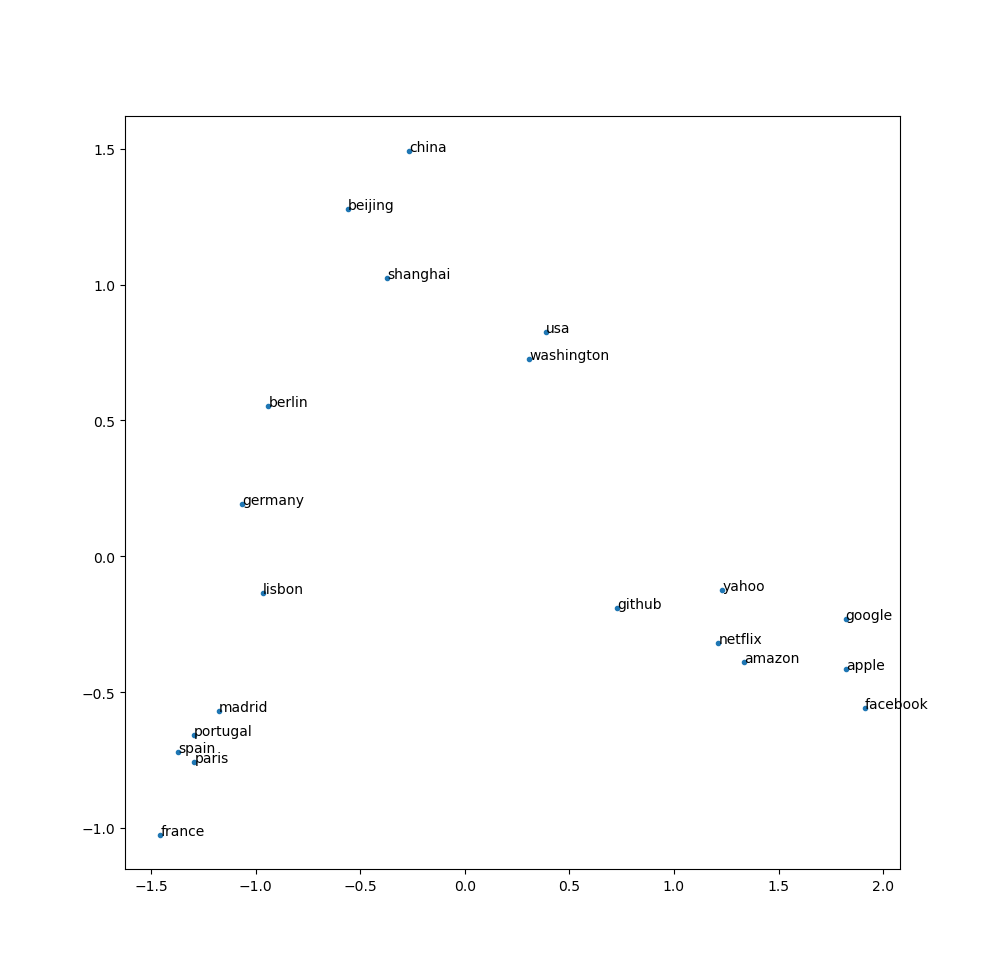 1.5
china
beijing
1.0
shanghai
usa
washington
0.5
berlin
germany
0.0
lisbon
yahoo
github
google
netflix
amazon
apple
−0.5
madrid
facebook
portugal
spain
paris
−1.0
france
−1.5 −1.0 −0.5 0.0 0.5 1.0 1.5 2.0